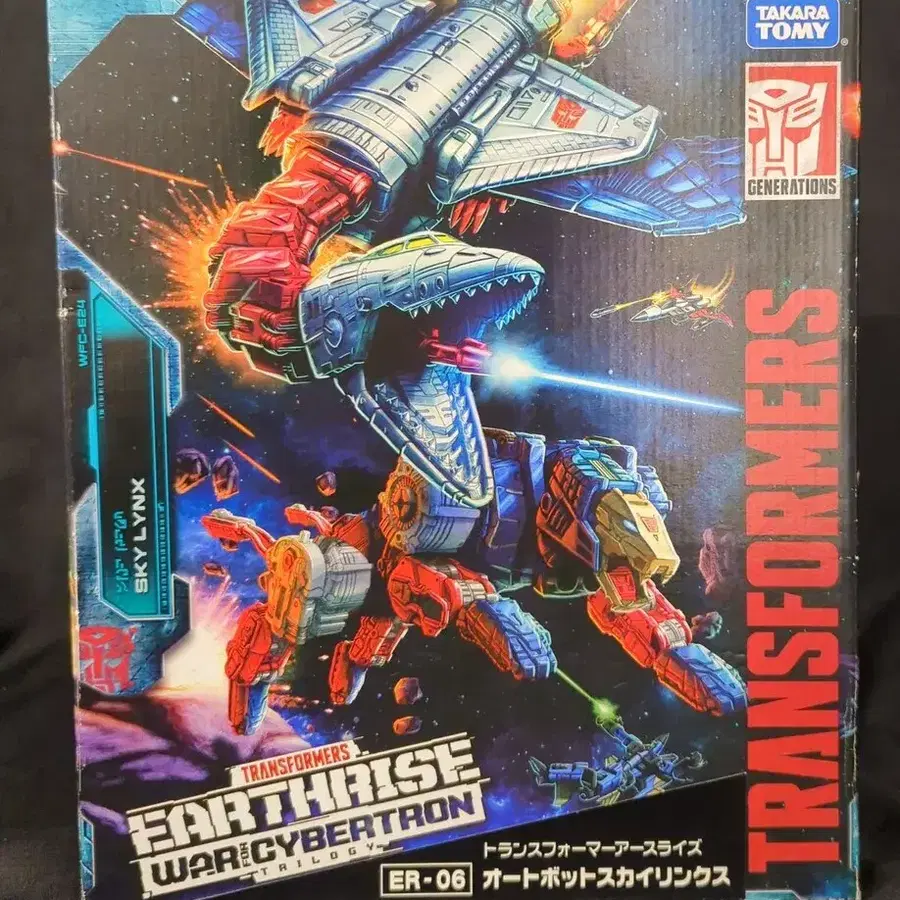 TAKARA
TOMY
GENERATIONS
TRANSFORMERS
WFC-E24
SKY LYNX
TRANSFORMERS
EARTHRISE
WAR FOR CYBERTRON
TRILOGY
トランスフォーマーアースライズ
ER-06 オートボットスカイリンクス